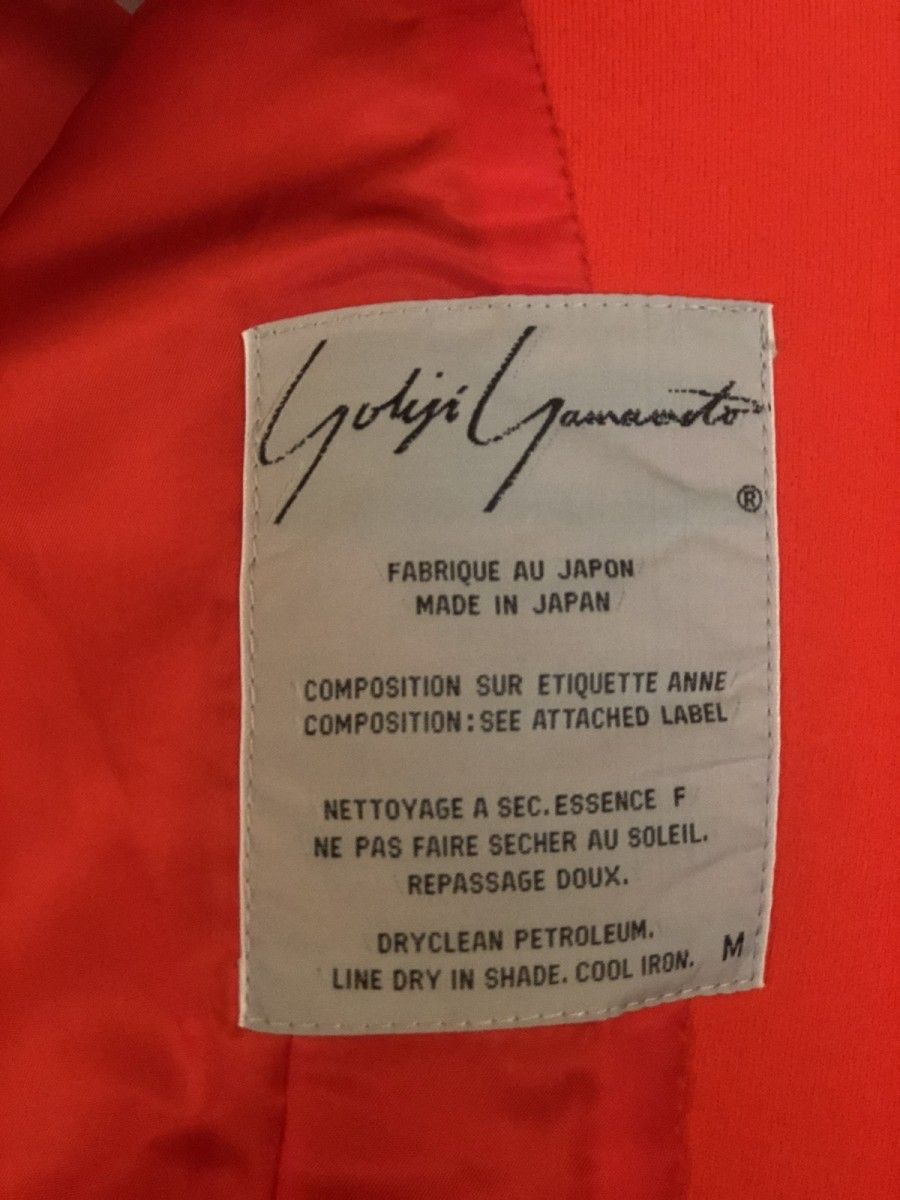 Yohji Yamamoto
®
FABRIQUE AU JAPON
MADE IN JAPAN
COMPOSITION SUR ETIQUETTE ANNE
COMPOSITION:SEE ATTACHED LABEL
NETTOYAGE A SEC.ESSENCE F
NE PAS FAIRE SECHER AU SOLEIL.
REPASSAGE DOUX.
DRYCLEAN PETROLEUM.
LINE DRY IN SHADE. COOL IRON. M